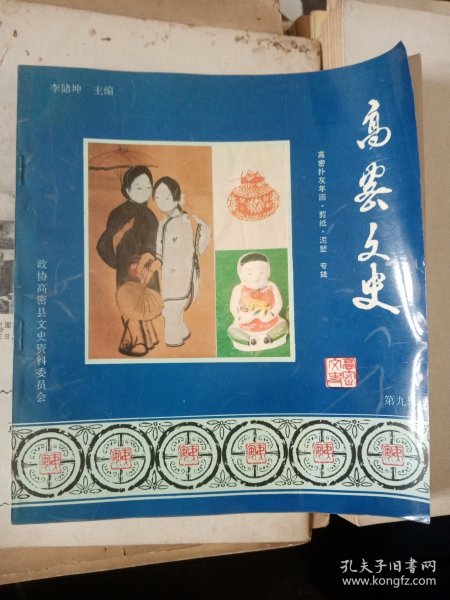 李储坤 主编
高密文史
高密扑灰年画·剪纸·泥塑 专辑
政协高密县文史资料委员会
第九辑
孔夫子旧书网
www.kongfz.com